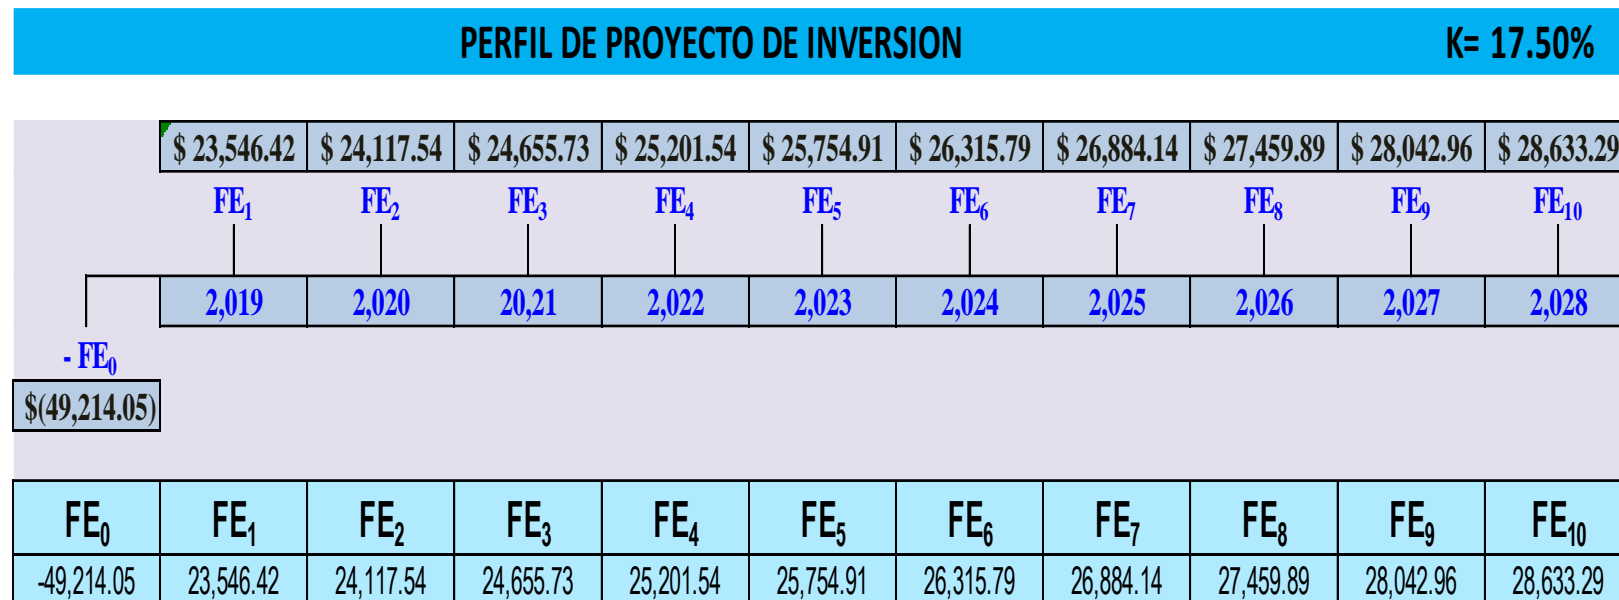 PERFIL DE PROYECTO DE INVERSION K= 17.50%
$ 23,546.42 $ 24,117.54 $ 24,655.73 $ 25,201.54 $ 25,754.91 $ 26,315.79 $ 26,884.14 $ 27,459.89 $ 28,042.96 $ 28,633.29
FE₁ FE₂ FE₃ FE₄ FE₅ FE₆ FE₇ FE₈ FE₉ FE₁₀
2,019 2,020 20,21 2,022 2,023 2,024 2,025 2,026 2,027 2,028
- FE₀
$(49,214.05)
FE₀ FE₁ FE₂ FE₃ FE₄ FE₅ FE₆ FE₇ FE₈ FE₉ FE₁₀
-49,214.05 23,546.42 24,117.54 24,655.73 25,201.54 25,754.91 26,315.79 26,884.14 27,459.89 28,042.96 28,633.29